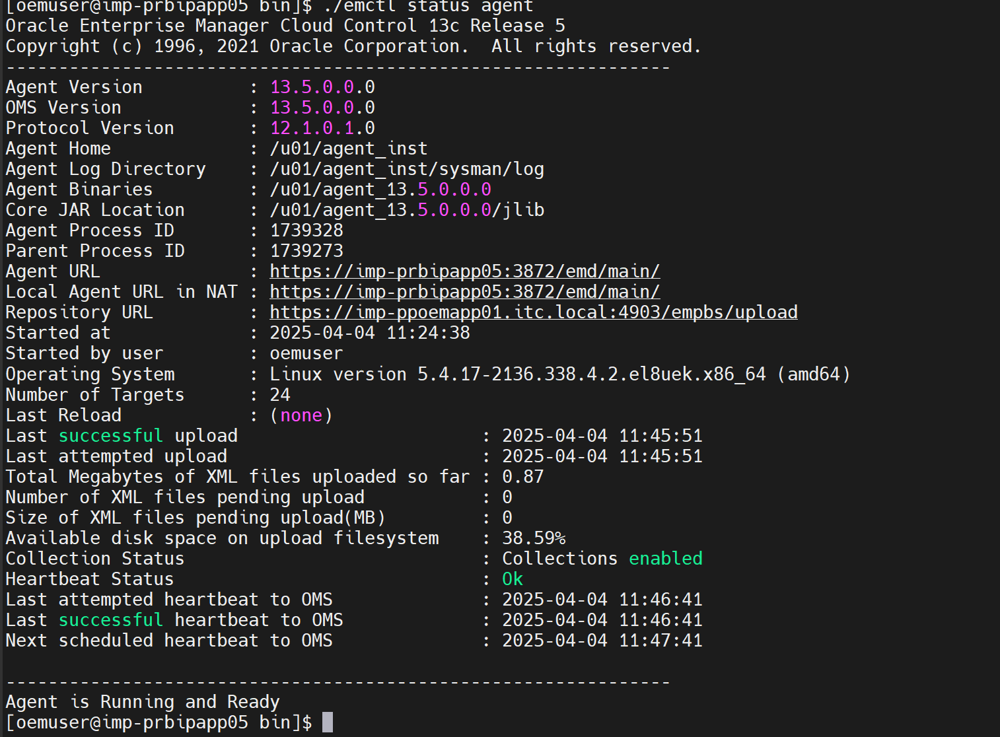 [oemuser@imp-prbipapp05 bin]$ ./emctl status agent
Oracle Enterprise Manager Cloud Control 13c Release 5
Copyright (c) 1996, 2021 Oracle Corporation.  All rights reserved.
---------------------------------------------------------------
Agent Version          : 13.5.0.0.0
OMS Version            : 13.5.0.0.0
Protocol Version       : 12.1.0.1.0
Agent Home             : /u01/agent_inst
Agent Log Directory    : /u01/agent_inst/sysman/log
Agent Binaries         : /u01/agent_13.5.0.0.0
Core JAR Location      : /u01/agent_13.5.0.0.0/jlib
Agent Process ID       : 1739328
Parent Process ID      : 1739273
Agent URL              : https://imp-prbipapp05:3872/emd/main/
Local Agent URL in NAT : https://imp-prbipapp05:3872/emd/main/
Repository URL         : https://imp-ppoemapp01.itc.local:4903/empbs/upload
Started at             : 2025-04-04 11:24:38
Started by user        : oemuser
Operating System       : Linux version 5.4.17-2136.338.4.2.el8uek.x86_64 (amd64)
Number of Targets      : 24
Last Reload            : (none)
Last successful upload                       : 2025-04-04 11:45:51
Last attempted upload                        : 2025-04-04 11:45:51
Total Megabytes of XML files uploaded so far : 0.87
Number of XML files pending upload           : 0
Size of XML files pending upload(MB)         : 0
Available disk space on upload filesystem    : 38.59%
Collection Status                            : Collections enabled
Heartbeat Status                             : Ok
Last attempted heartbeat to OMS              : 2025-04-04 11:46:41
Last successful heartbeat to OMS             : 2025-04-04 11:46:41
Next scheduled heartbeat to OMS              : 2025-04-04 11:47:41
---------------------------------------------------------------
Agent is Running and Ready
[oemuser@imp-prbipapp05 bin]$